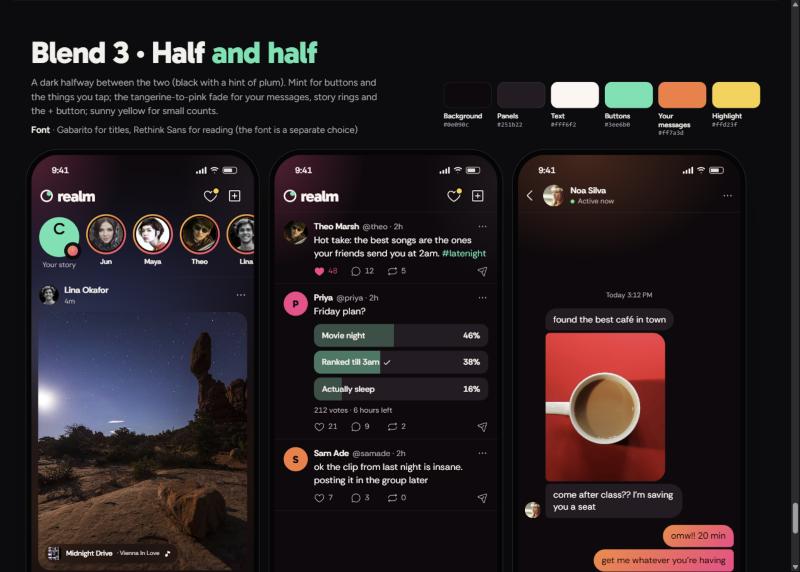 Blend 3 • Half and half
A dark halfway between the two (black with a hint of plum). Mint for buttons and
the things you tap; the tangerine-to-pink fade for your messages, story rings and
the + button; sunny yellow for small counts.
Font · Gabarito for titles, Rethink Sans for reading (the font is a separate choice)
Background
#0e090c
Panels
#251b22
Text
#fff6f2
Buttons
#3ee6b0
Your
messages
#ff7a3d
Highlight
#ffd23f
9:41
realm
C
Your story
Jun
Maya
Theo
Lina
Lina Okafor
4m
Midnight Drive · Vienna In Love
9:41
realm
Theo Marsh @theo · 2h
Hot take: the best songs are the ones
your friends send you at 2am. #latenight
48 12 5
P
Priya @priya · 2h
Friday plan?
Movie night 46%
Ranked till 3am 38%
Actually sleep 16%
212 votes · 6 hours left
21 9 2
S
Sam Ade @samade · 2h
ok the clip from last night is insane.
posting it in the group later
7 3 0
9:41
Noa Silva
Active now
Today 3:12 PM
found the best café in town
come after class?? I'm saving
you a seat
omw!! 20 min
get me whatever you're having